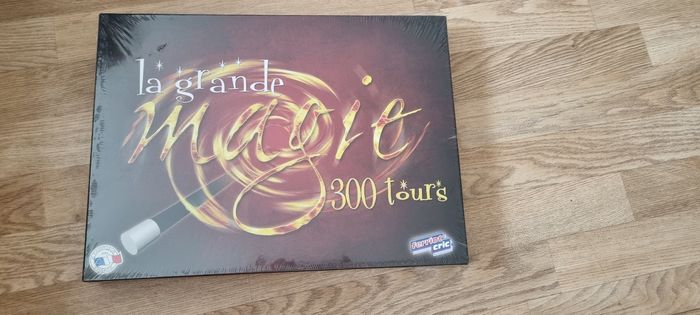 la grande
magie
300 tours
ferriot
cric